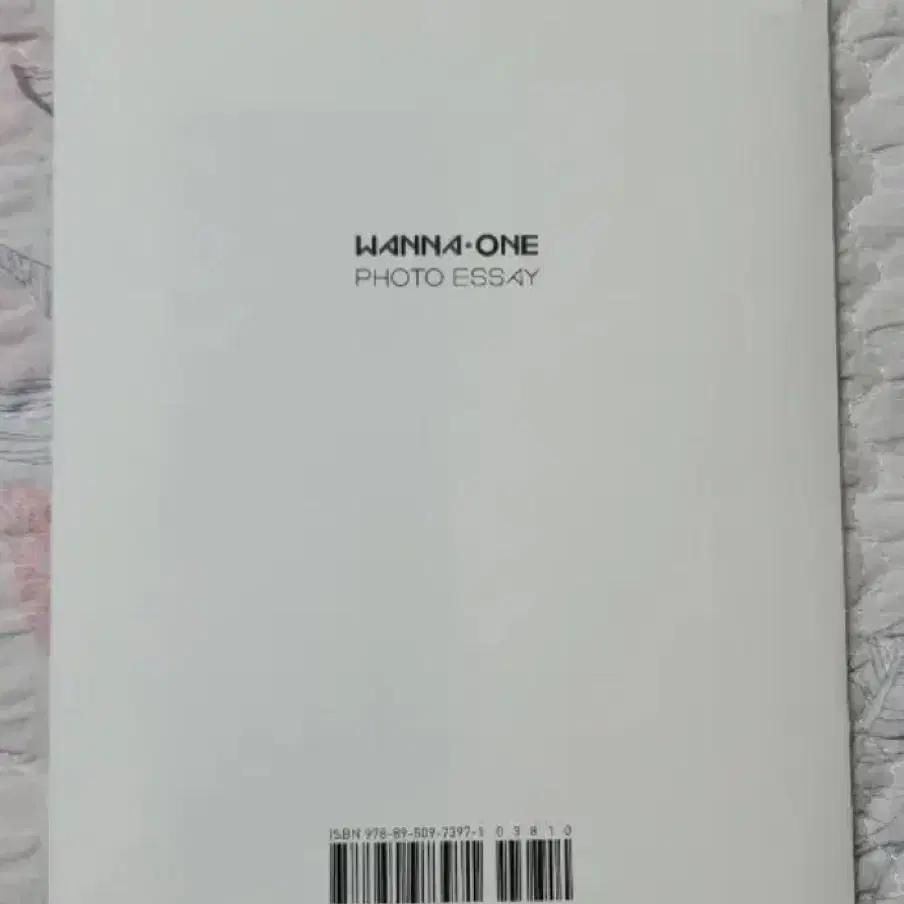 WANNA·ONE
PHOTO ESSAY
ISBN 978-89-509-7397-1 03810